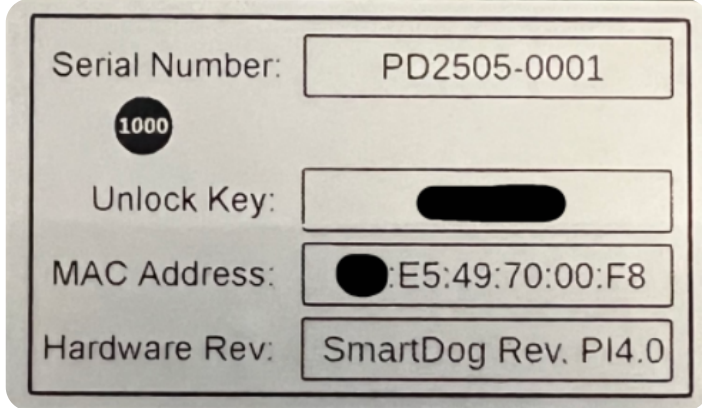 Serial Number: PD2505-0001
1000
Unlock Key:
MAC Address: :E5:49:70:00:F8
Hardware Rev: SmartDog Rev. PI4.0